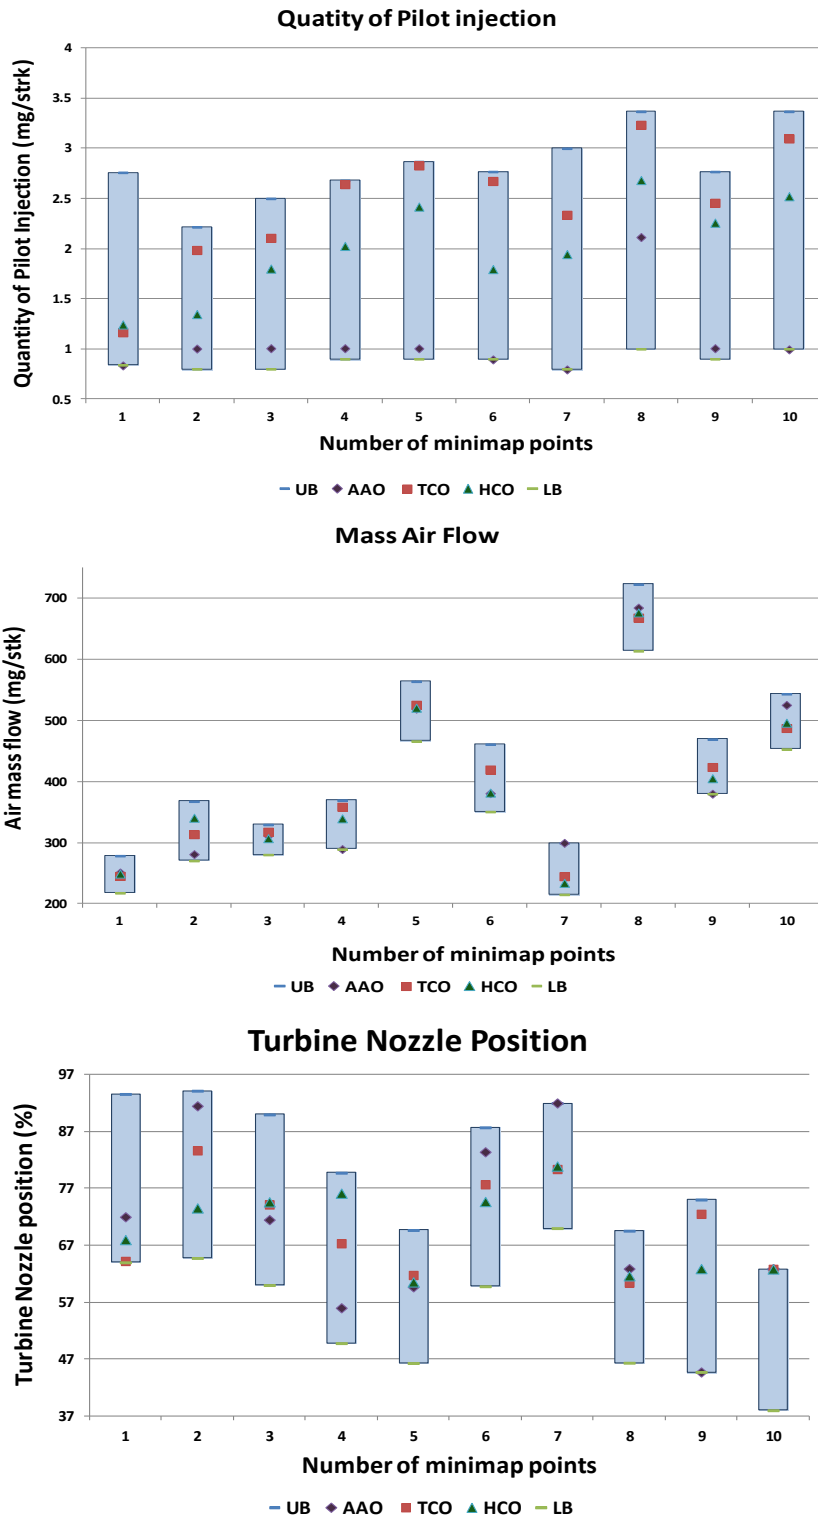 Quatity of Pilot injection
Quantity of Pilot Injection (mg/strk)
4
3.5
3
2.5
2
1.5
1
0.5
1 2 3 4 5 6 7 8 9 10
Number of minimap points
UB AAO TCO HCO LB
Mass Air Flow
Air mass flow (mg/stk)
700
600
500
400
300
200
1 2 3 4 5 6 7 8 9 10
Number of minimap points
UB AAO TCO HCO LB
Turbine Nozzle Position
Turbine Nozzle position (%)
97
87
77
67
57
47
37
1 2 3 4 5 6 7 8 9 10
Number of minimap points
UB AAO TCO HCO LB